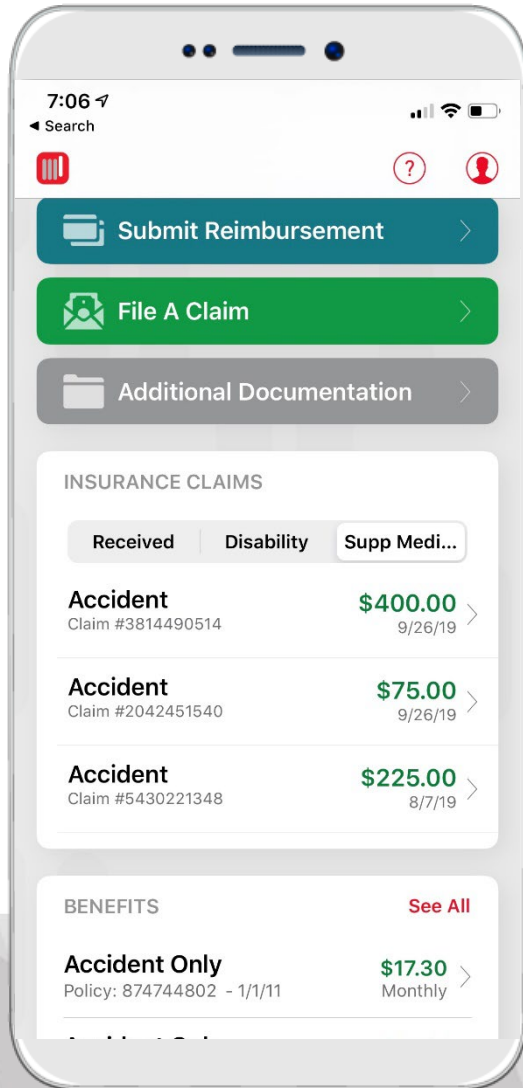 7:06
◀ Search
?
Submit Reimbursement
File A Claim
Additional Documentation
INSURANCE CLAIMS
Received Disability Supp Medi...
Accident $400.00
Claim #3814490514 9/26/19
Accident $75.00
Claim #2042451540 9/26/19
Accident $225.00
Claim #5430221348 8/7/19
BENEFITS See All
Accident Only $17.30
Policy: 874744802 - 1/1/11 Monthly